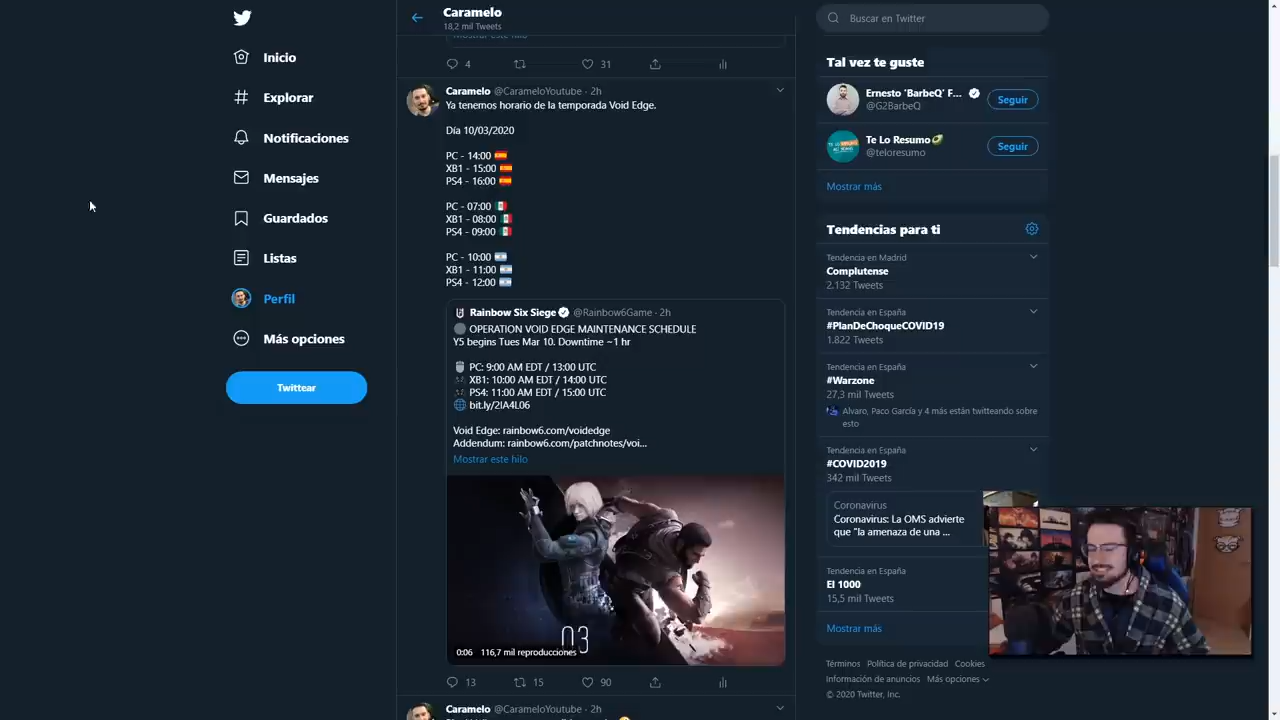 Inicio
Explorar
Notificaciones
Mensajes
Guardados
Listas
Perfil
Más opciones
Twittear
Caramelo
18,2 mil Tweets
Mostrar este hilo
4 31
Caramelo @CarameloYoutube · 2h
Ya tenemos horario de la temporada Void Edge.
Día 10/03/2020
PC - 14:00 🇪🇸
XB1 - 15:00 🇪🇸
PS4 - 16:00 🇪🇸
PC - 07:00 🇲🇽
XB1 - 08:00 🇲🇽
PS4 - 09:00 🇲🇽
PC - 10:00 🇦🇷
XB1 - 11:00 🇦🇷
PS4 - 12:00 🇦🇷
Rainbow Six Siege @Rainbow6Game · 2h
OPERATION VOID EDGE MAINTENANCE SCHEDULE
Y5 begins Tues Mar 10. Downtime ~1 hr
PC: 9:00 AM EDT / 13:00 UTC
XB1: 10:00 AM EDT / 14:00 UTC
PS4: 11:00 AM EDT / 15:00 UTC
bit.ly/2IA4L06
Void Edge: rainbow6.com/voidedge
Addendum: rainbow6.com/patchnotes/voi...
Mostrar este hilo
03
0:06 116,7 mil reproducciones
13 15 90
Caramelo @CarameloYoutube · 2h
Buscar en Twitter
Tal vez te guste
Ernesto 'BarbeQ' F...
@G2BarbeQ
Seguir
Te Lo Resumo🥑
@teloresumo
Seguir
Mostrar más
Tendencias para ti
Tendencia en Madrid
Complutense
2.132 Tweets
Tendencia en España
#PlanDeChoqueCOVID19
1.822 Tweets
Tendencia en España
#Warzone
27,3 mil Tweets
Alvaro, Paco García y 4 más están twitteando sobre
esto
Tendencia en España
#COVID2019
342 mil Tweets
Coronavirus
Coronavirus: La OMS advierte
que "la amenaza de una ...
Tendencia en España
El 1000
15,5 mil Tweets
Mostrar más
Términos Política de privacidad Cookies
Información de anuncios Más opciones
© 2020 Twitter, Inc.